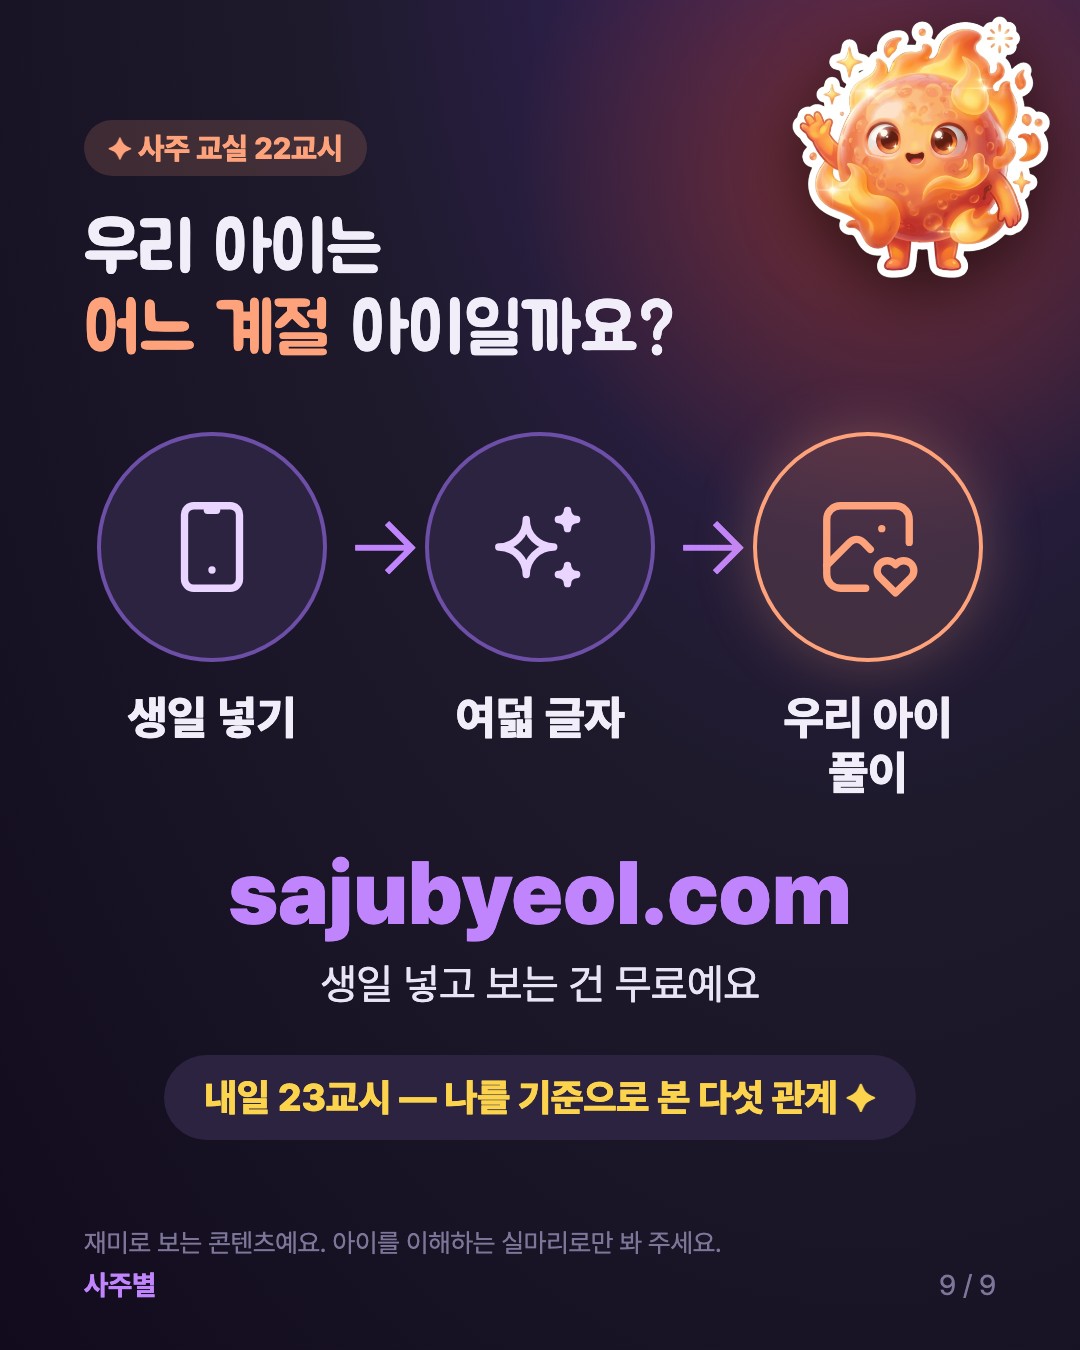 사주 교실 22교시
우리 아이는
어느 계절 아이일까요?
생일 넣기
여덟 글자
우리 아이
풀이
sajubyeol.com
생일 넣고 보는 건 무료예요
내일 23교시 — 나를 기준으로 본 다섯 관계
재미로 보는 콘텐츠예요. 아이를 이해하는 실마리로만 봐 주세요.
사주별
9 / 9